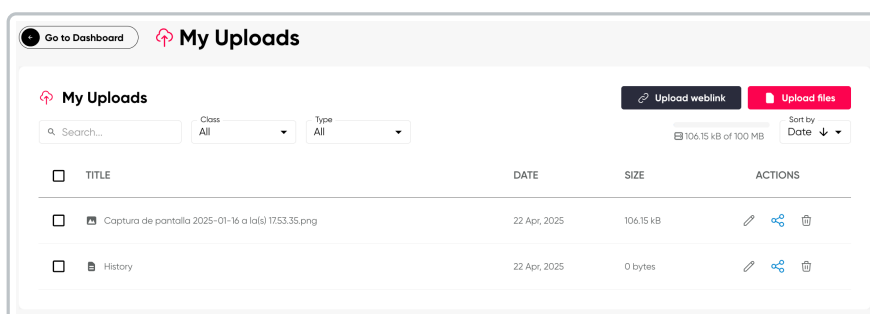 Go to Dashboard
My Uploads
My Uploads
Upload weblink
Upload files
Search...
Class
All
Type
All
106.15 kB of 100 MB
Sort by
Date
TITLE
DATE
SIZE
ACTIONS
Captura de pantalla 2025-01-16 a la(s) 17.53.35.png
22 Apr, 2025
106.15 kB
History
22 Apr, 2025
0 bytes